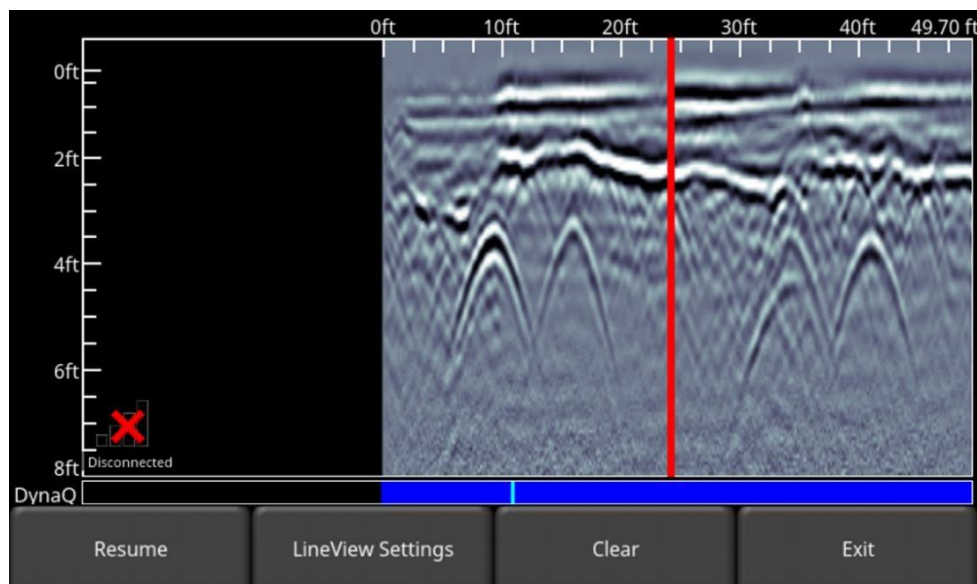 0ft 10ft 20ft 30ft 40ft 49.70 ft
0ft
2ft
4ft
6ft
8ft
Disconnected
DynaQ
Resume LineView Settings Clear Exit